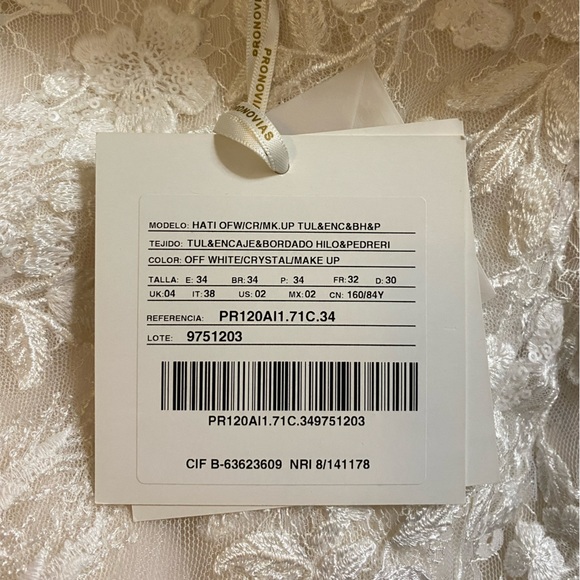 PRONOVIAS
PRONOVI
PRONOVIAS
MODELO: HATI OFW/CR/MK.UP TUL&ENC&BH&P
TEJIDO: TUL&ENCAJE&BORDADO HILO&PEDRERI
COLOR: OFF WHITE/CRYSTAL/MAKE UP
TALLA: E: 34 BR: 34 P: 34 FR: 32 D: 30
UK:04 IT: 38 US: 02 MX: 02 CN: 160/84Y
REFERENCIA: PR120AI1.71C.34
LOTE: 9751203
PR120AI1.71C.349751203
CIF B-63623609 NRI 8/141178